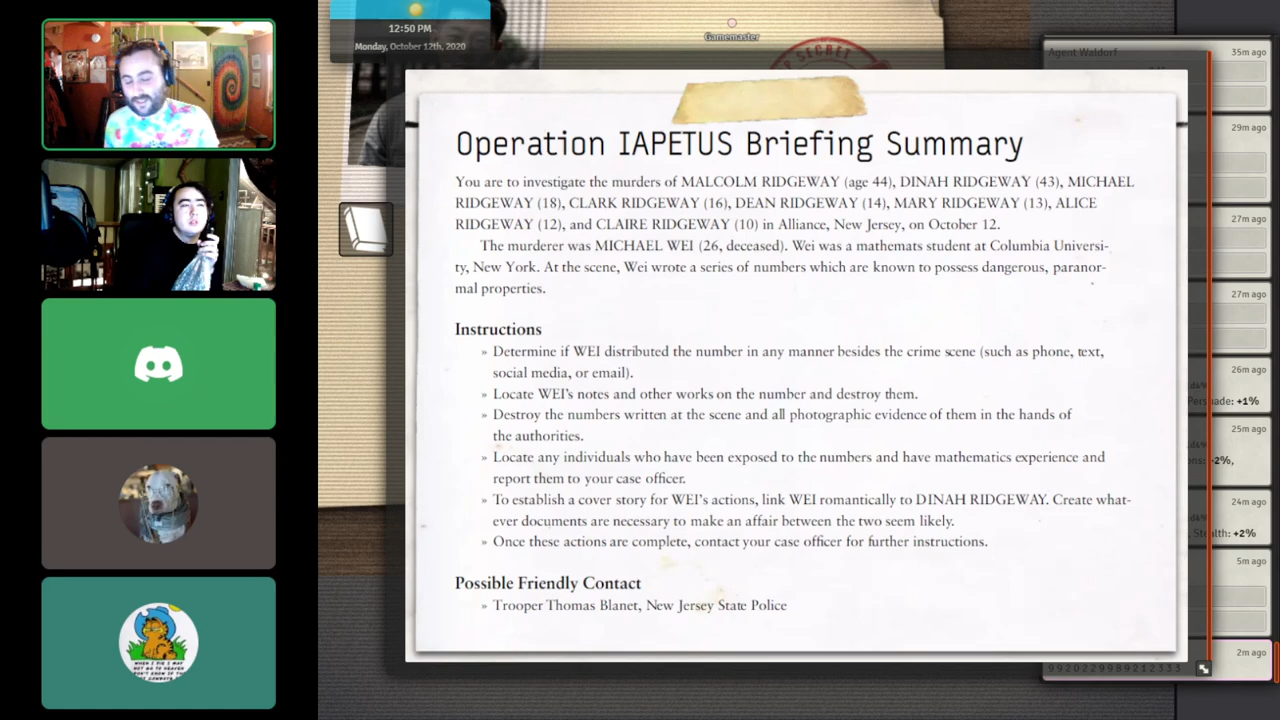 12:50 PM
Monday, October 12th, 2020
Gamemaster
SECRET
Agent Waldorf
35m ago
29m ago
27m ago
27m ago
26m ago
25m ago
24m ago
Stealth: +2%
5m ago
2m ago
0920229989212333
Operation IAPETUS Briefing Summary
You are to investigate the murders of MALCOLM RIDGEWAY (age 44), DINAH RIDGEWAY (43), MICHAEL
RIDGEWAY (18), CLARK RIDGEWAY (16), DEAN RIDGEWAY (14), MARY RIDGEWAY (13), ALICE
RIDGEWAY (12), and CLAIRE RIDGEWAY (10) in Alliance, New Jersey, on October 12.
The murderer was MICHAEL WEI (26, deceased). Wei was a mathemats student at Columbia Universi-
ty, New York. At the scene, Wei wrote a series of numbers which are known to possess dangerous, paranor-
mal properties.
Instructions
» Determine if WEI distributed the number in any manner besides the crime scene (such as phone, text,
social media, or email).
» Locate WEI's notes and other works on the number and destroy them.
» Destroy the numbers written at the scene and all photographic evidence of them in the hands of
the authorities.
» Locate any individuals who have been exposed to the numbers and have mathematics experience and
report them to your case officer.
» To establish a cover story for WEI's actions, link WEI romantically to DINAH RIDGEWAY. Create what-
ever documents are necessary to make an affair between the two seem likely.
» Once these actions are complete, contact your case officer for further instructions.
Possible Friendly Contact
» Trooper Thomas Blanet, New Jersey State Police